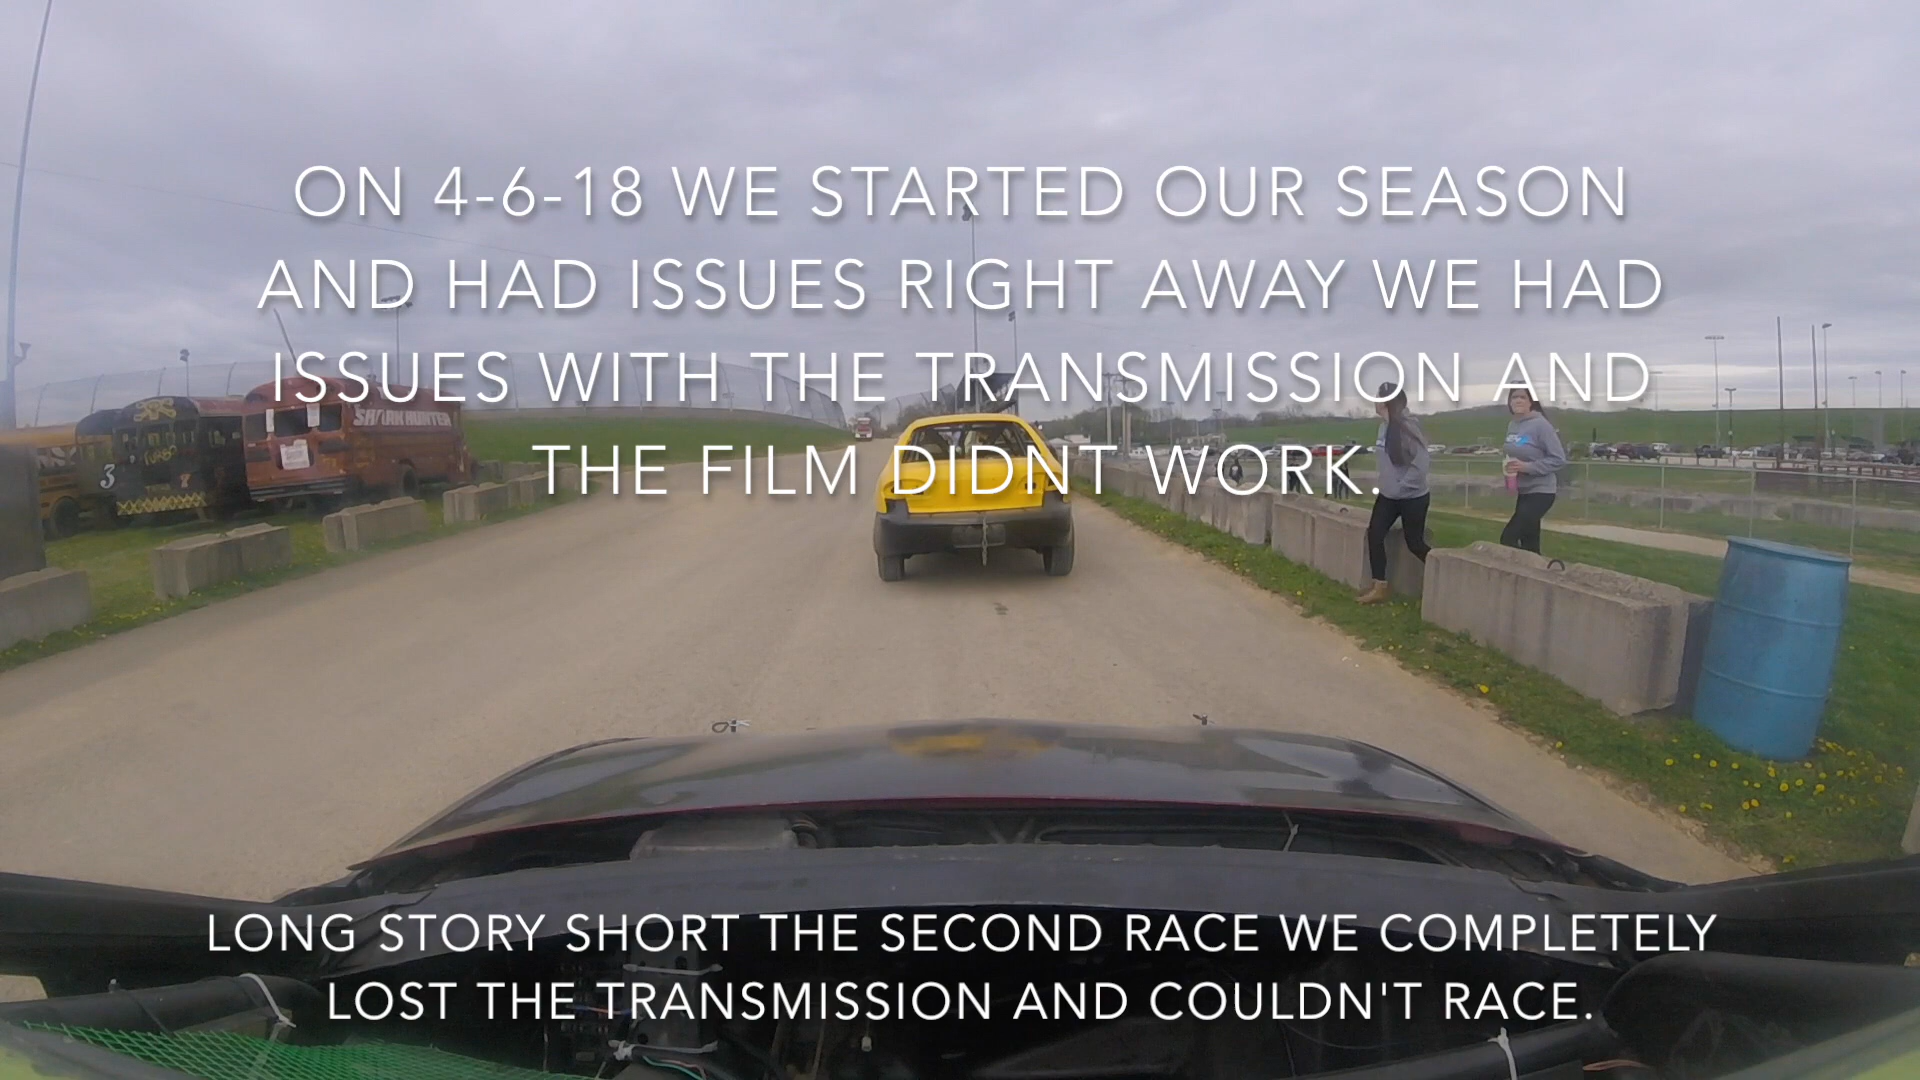 ON 4-6-18 WE STARTED OUR SEASON
AND HAD ISSUES RIGHT AWAY WE HAD
ISSUES WITH THE TRANSMISSION AND
THE FILM DIDNT WORK.
SHARKHUNTER
3
LONG STORY SHORT THE SECOND RACE WE COMPLETELY
LOST THE TRANSMISSION AND COULDN'T RACE.